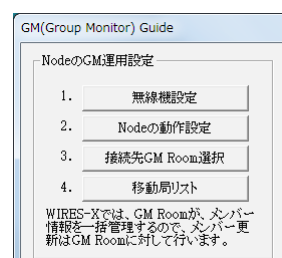 GM(Group Monitor) Guide
NodeのGM運用設定
1. 無線機設定
2. Nodeの動作設定
3. 接続先GM Room選択
4. 移動局リスト
WIRES-Xでは、GM Roomが、メンバー
情報を一括管理するので、メンバー更
新はGM Roomに対して行います。